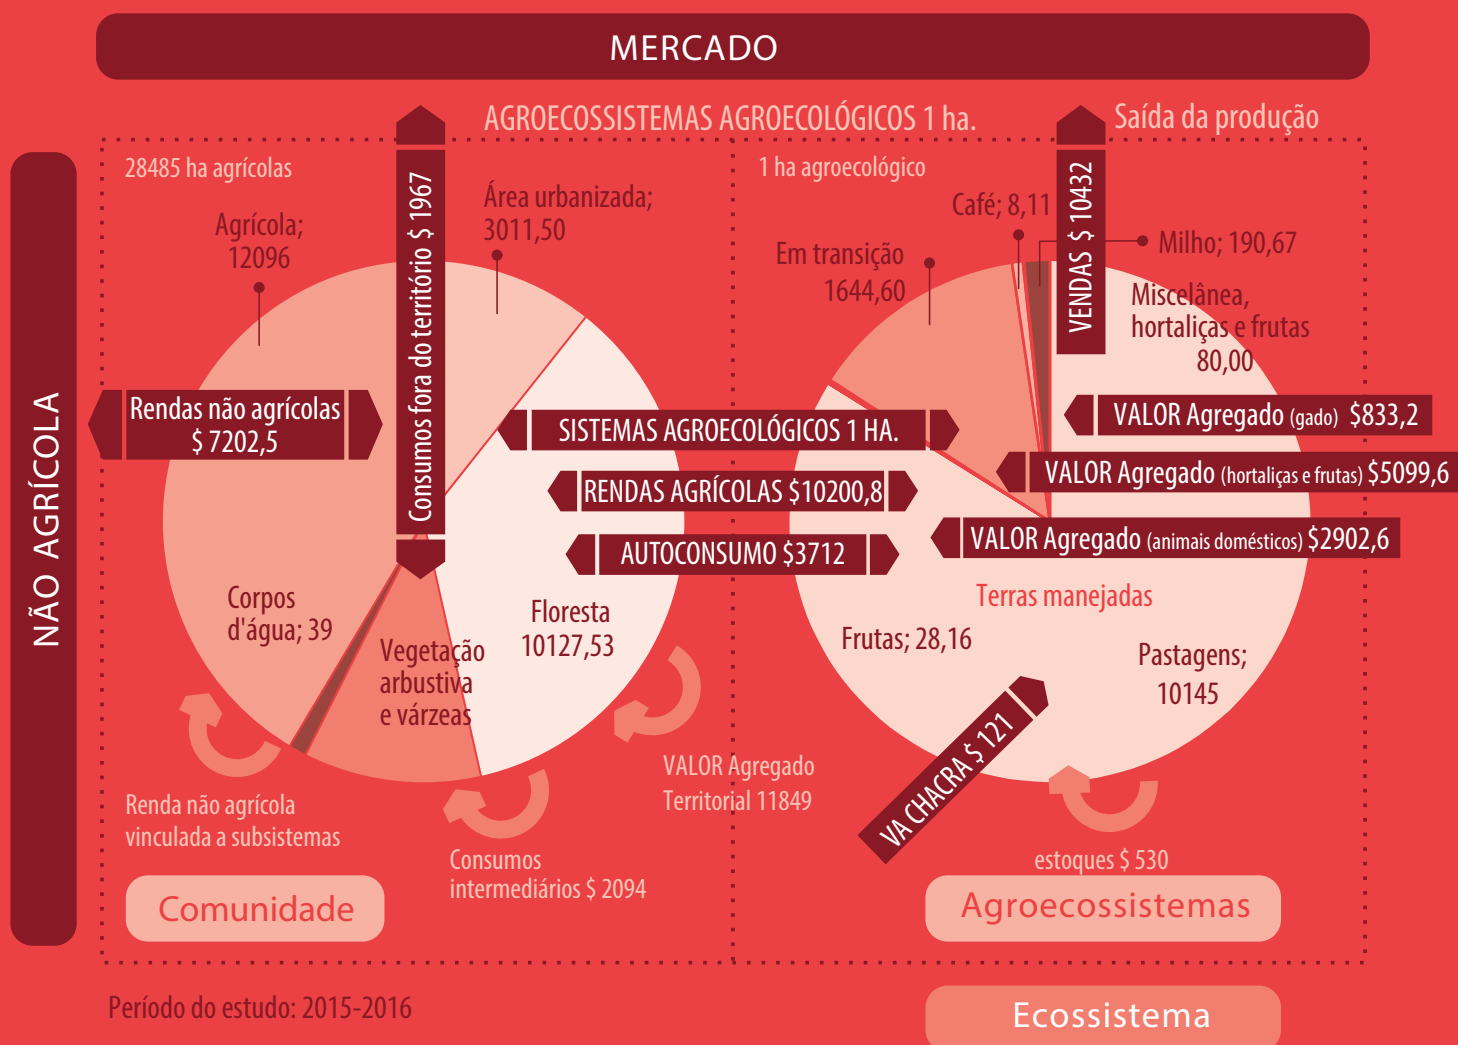 MERCADO
AGROECOSSISTEMAS AGROECOLÓGICOS 1 ha.
Saída da produção
NÃO AGRÍCOLA
28485 ha agrícolas
Agrícola;
12096
Consumos fora do território $ 1967
Área urbanizada;
3011,50
Rendas não agrícolas
$ 7202,5
1 ha agroecológico
Café; 8,11
Em transição
1644,60
VENDAS $ 10432
Milho; 190,67
Miscelânea,
hortaliças e frutas
80,00
SISTEMAS AGROECOLÓGICOS 1 HA.
RENDAS AGRÍCOLAS $10200,8
AUTOCONSUMO $3712
VALOR Agregado (gado) $833,2
VALOR Agregado (hortaliças e frutas) $5099,6
VALOR Agregado (animais domésticos) $2902,6
Corpos
d'água; 39
Vegetação
arbustiva
e várzeas
Floresta
10127,53
Terras manejadas
Frutas; 28,16
Pastagens;
10145
VA CHACRA $ 121
Renda não agrícola
vinculada a subsistemas
Consumos
intermediários $ 2094
VALOR Agregado
Territorial 11849
estoques $ 530
Comunidade
Agroecossistemas
Período do estudo: 2015-2016
Ecossistema